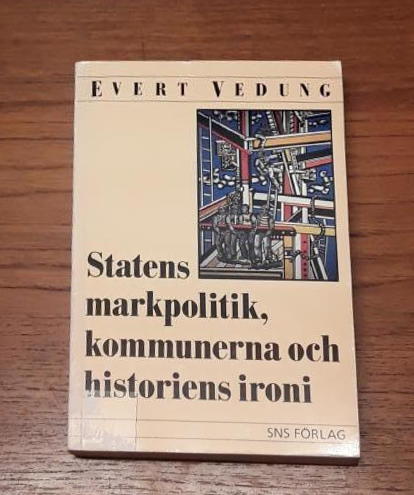 EVERT VEDUNG
Statens
markpolitik,
kommunerna och
historiens ironi
SNS FÖRLAG